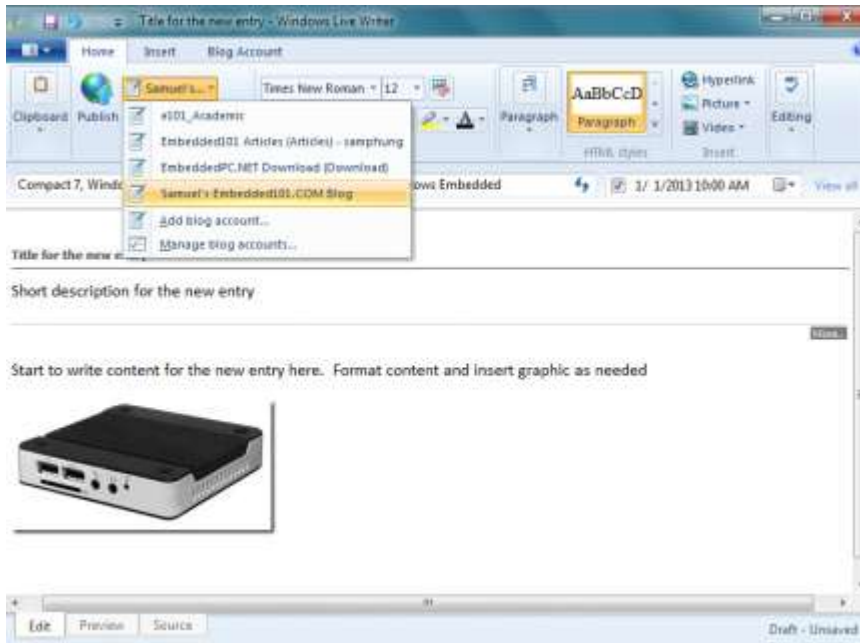 Title for the new entry - Windows Live Writer
Home Insert Blog Account
Samuel's... Times New Roman 12
Clipboard Publish Paragraph AaBbCcD Paragraph Hyperlink Picture Video Editing
HTML styles Insert
e101_Academic
Embedded101 Articles (Articles) - samphung
EmbeddedPC.NET Download (Download)
Samuel's Embedded101.COM Blog
Add blog account...
Manage blog accounts...
Compact 7, Windows Embedded 1/ 1/2013 10:00 AM View all
Title for the new
Short description for the new entry
More...
Start to write content for the new entry here. Format content and insert graphic as needed
Edit Preview Source Draft - Unsaved